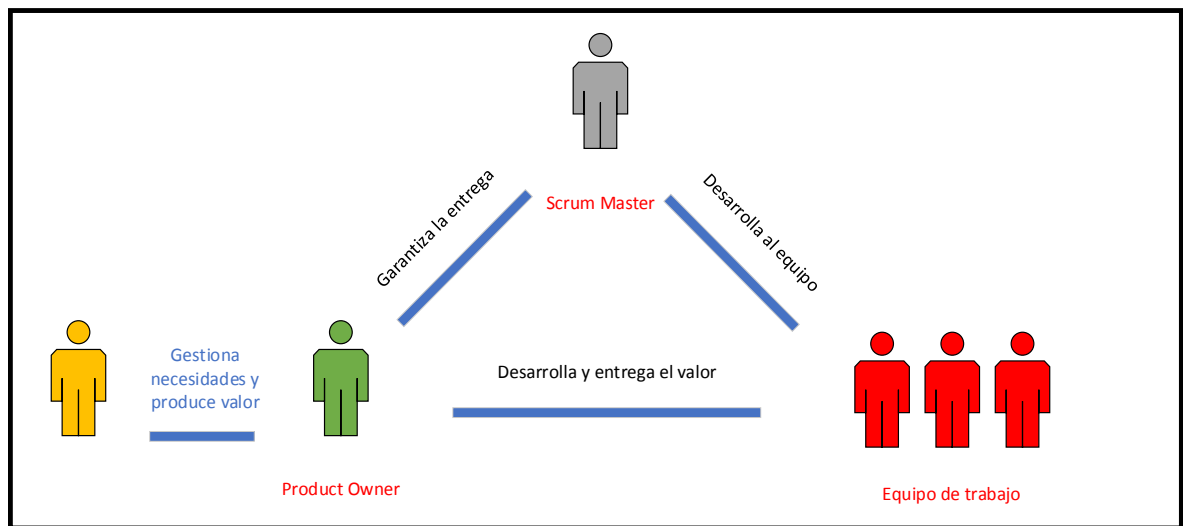 Garantiza la entrega
Scrum Master
Desarrolla al equipo
Gestiona
necesidades y
produce valor
Desarrolla y entrega el valor
Product Owner
Equipo de trabajo